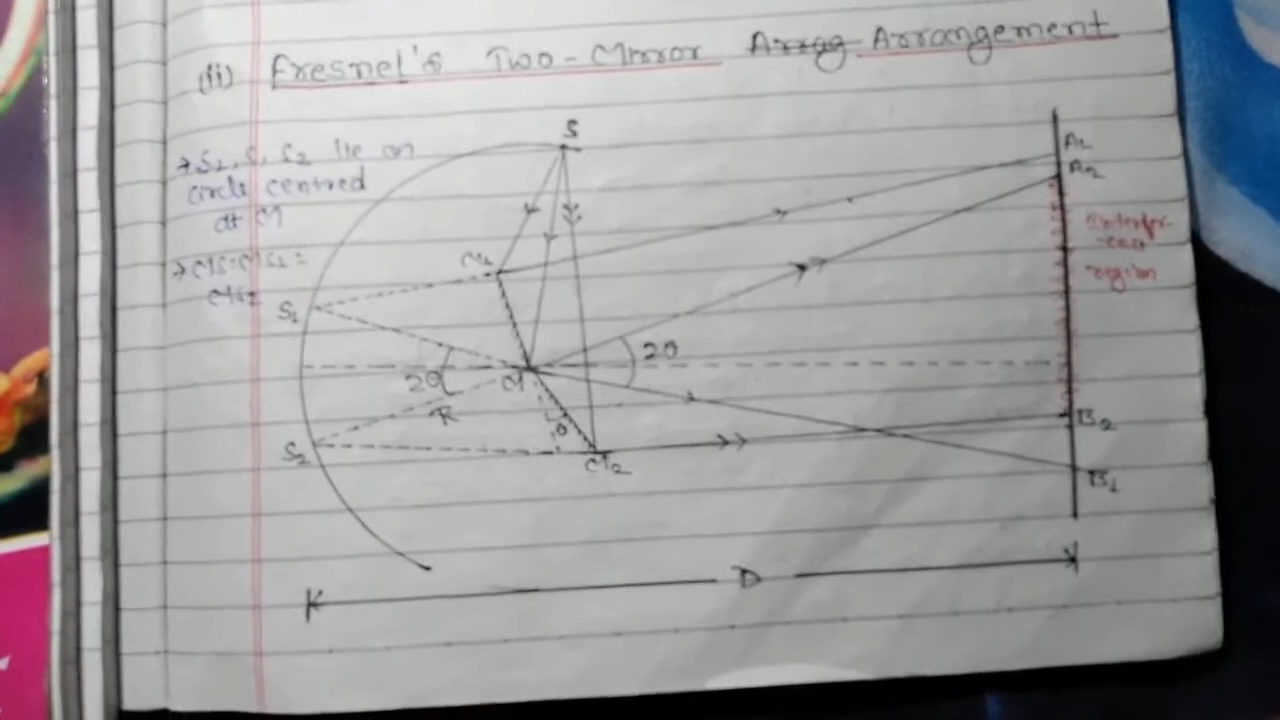 (ii) Fresnel's Two-Mirror Arrag Arrangement
→ S1, S, S2 lie on
circle centred
at M
→ MS=MS1=
MS2
S
M1
S1
2θ
M
R
θ
S2
M2
2θ
A1
A2
Interfer-
-ence
region
B2
B1
D